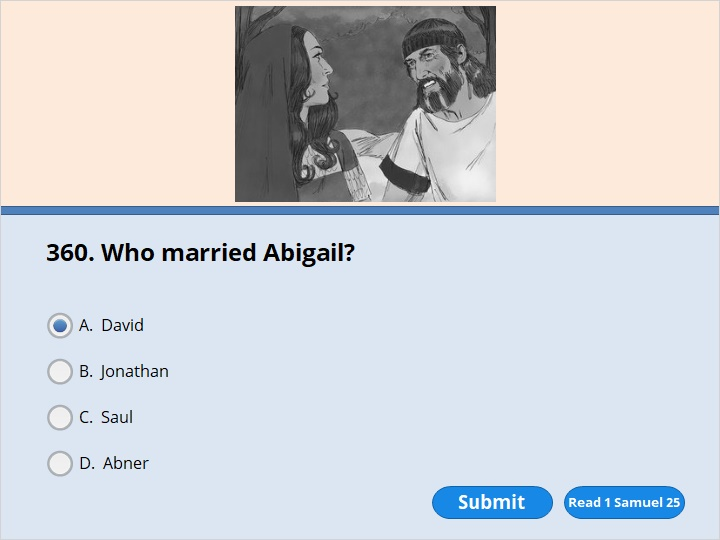 360. Who married Abigail?
A. David
B. Jonathan
C. Saul
D. Abner
Submit
Read 1 Samuel 25